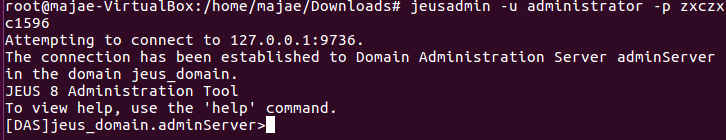 root@majae-VirtualBox:/home/majae/Downloads# jeusadmin -u administrator -p zxczx
c1596
Attempting to connect to 127.0.0.1:9736.
The connection has been established to Domain Administration Server adminServer
in the domain jeus_domain.
JEUS 8 Administration Tool
To view help, use the 'help' command.
[DAS]jeus_domain.adminServer>